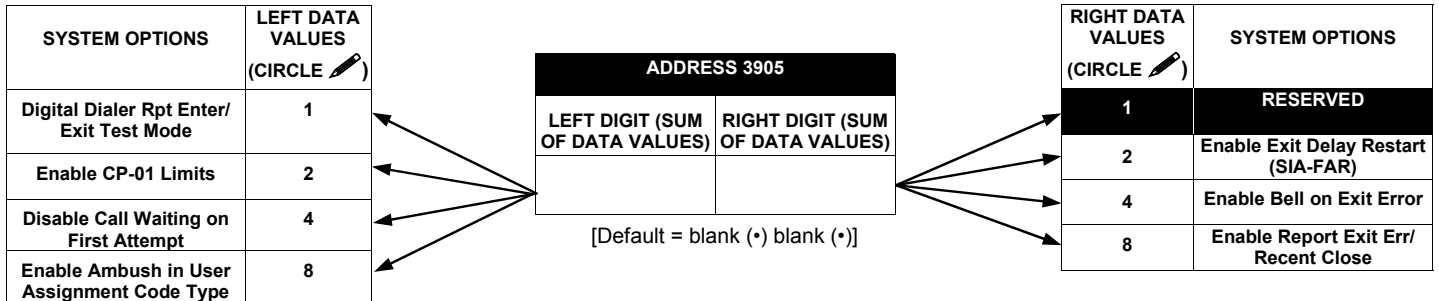 SYSTEM OPTIONS
LEFT DATA
VALUES
(CIRCLE )
Digital Dialer Rpt Enter/
Exit Test Mode
1
Enable CP-01 Limits
2
Disable Call Waiting on
First Attempt
4
Enable Ambush in User
Assignment Code Type
8
ADDRESS 3905
LEFT DIGIT (SUM
OF DATA VALUES)
RIGHT DIGIT (SUM
OF DATA VALUES)
[Default = blank (•) blank (•)]
RIGHT DATA
VALUES
(CIRCLE )
SYSTEM OPTIONS
1
RESERVED
2
Enable Exit Delay Restart
(SIA-FAR)
4
Enable Bell on Exit Error
8
Enable Report Exit Err/
Recent Close